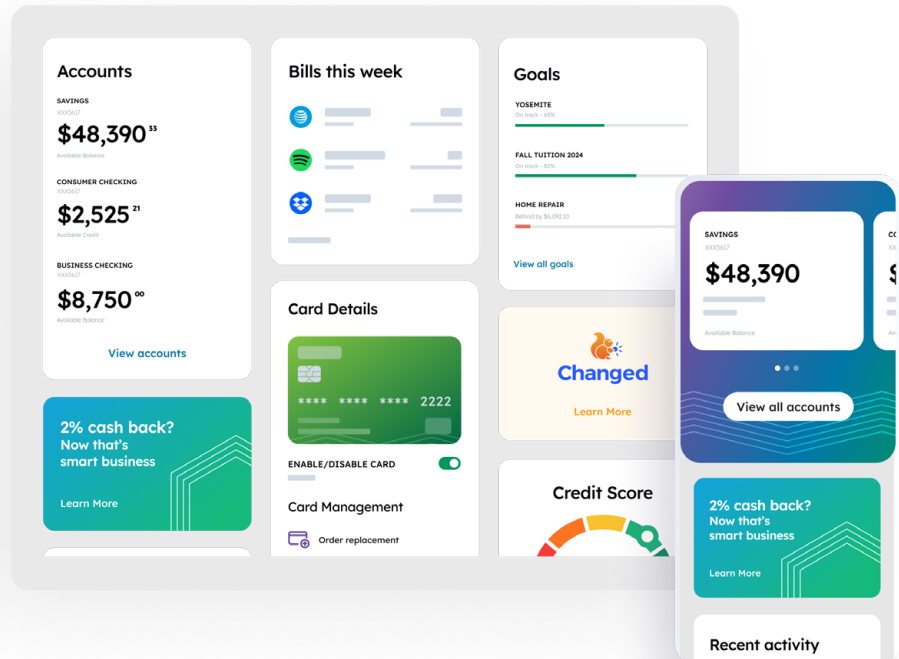 Accounts
SAVINGS
XXX5617
$48,390 33
Available Balance
CONSUMER CHECKING
XXX5617
$2,525 21
Available Credit
BUSINESS CHECKING
XXX5617
$8,750 00
Available Balance
View accounts
2% cash back?
Now that's
smart business
Learn More
Bills this week
Card Details
**** **** **** 2222
ENABLE/DISABLE CARD
Card Management
Order replacement
Goals
YOSEMITE
On track - 65%
FALL TUITION 2024
On track - 82%
HOME REPAIR
Behind by $6,092.33
View all goals
Changed
Learn More
Credit Score
SAVINGS
XXX5617
$48,390
Available Balance
View all accounts
2% cash back?
Now that's
smart business
Learn More
Recent activity